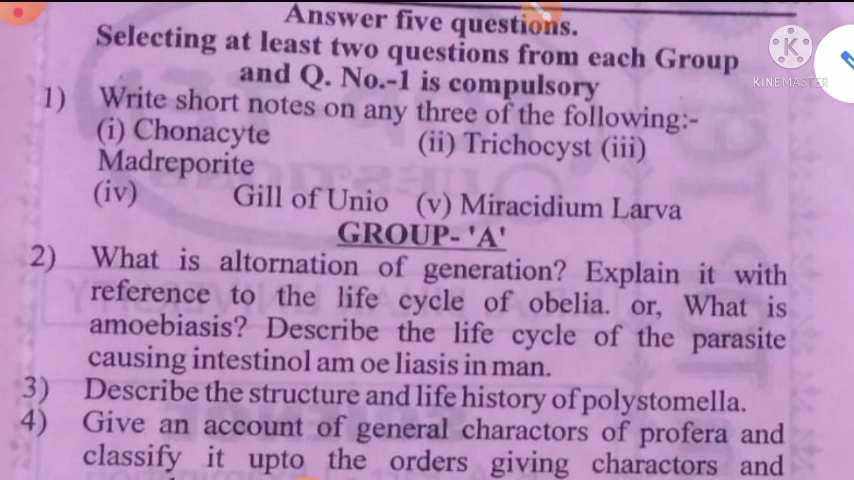 Answer five questions.
Selecting at least two questions from each Group
and Q. No.-1 is compulsory
1) Write short notes on any three of the following:-
(i) Chonacyte (ii) Trichocyst (iii)
Madreporite
(iv) Gill of Unio (v) Miracidium Larva
GROUP- 'A'
2) What is altornation of generation? Explain it with
reference to the life cycle of obelia. or, What is
amoebiasis? Describe the life cycle of the parasite
causing intestinol am oe liasis in man.
3) Describe the structure and life history of polystomella.
4) Give an account of general charactors of profera and
classify it upto the orders giving charactors and
K
KINEMASTER